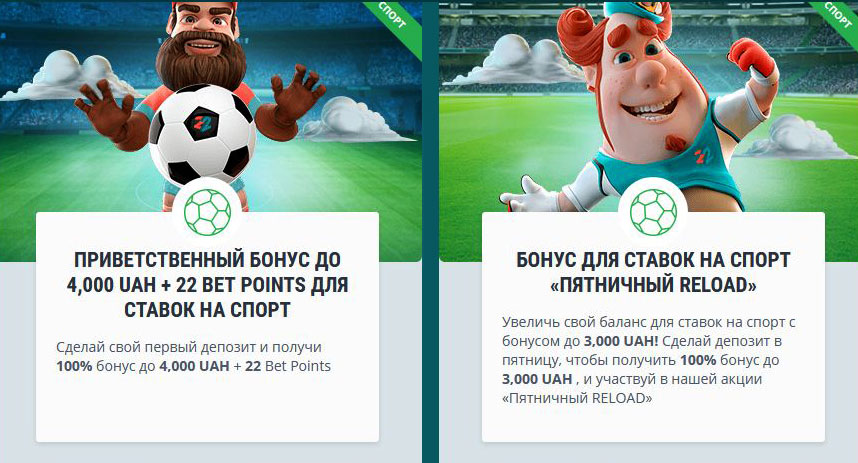 СПОРТ
22
ПРИВЕТСТВЕННЫЙ БОНУС ДО
4,000 UAH + 22 BET POINTS ДЛЯ
СТАВОК НА СПОРТ
Сделай свой первый депозит и получи
100% бонус до 4,000 UAH + 22 Bet Points
СПОРТ
22
БОНУС ДЛЯ СТАВОК НА СПОРТ
«ПЯТНИЧНЫЙ RELOAD»
Увеличь свой баланс для ставок на спорт с
бонусом до 3,000 UAH! Сделай депозит в
пятницу, чтобы получить 100% бонус до
3,000 UAH , и участвуй в нашей акции
«Пятничный RELOAD»